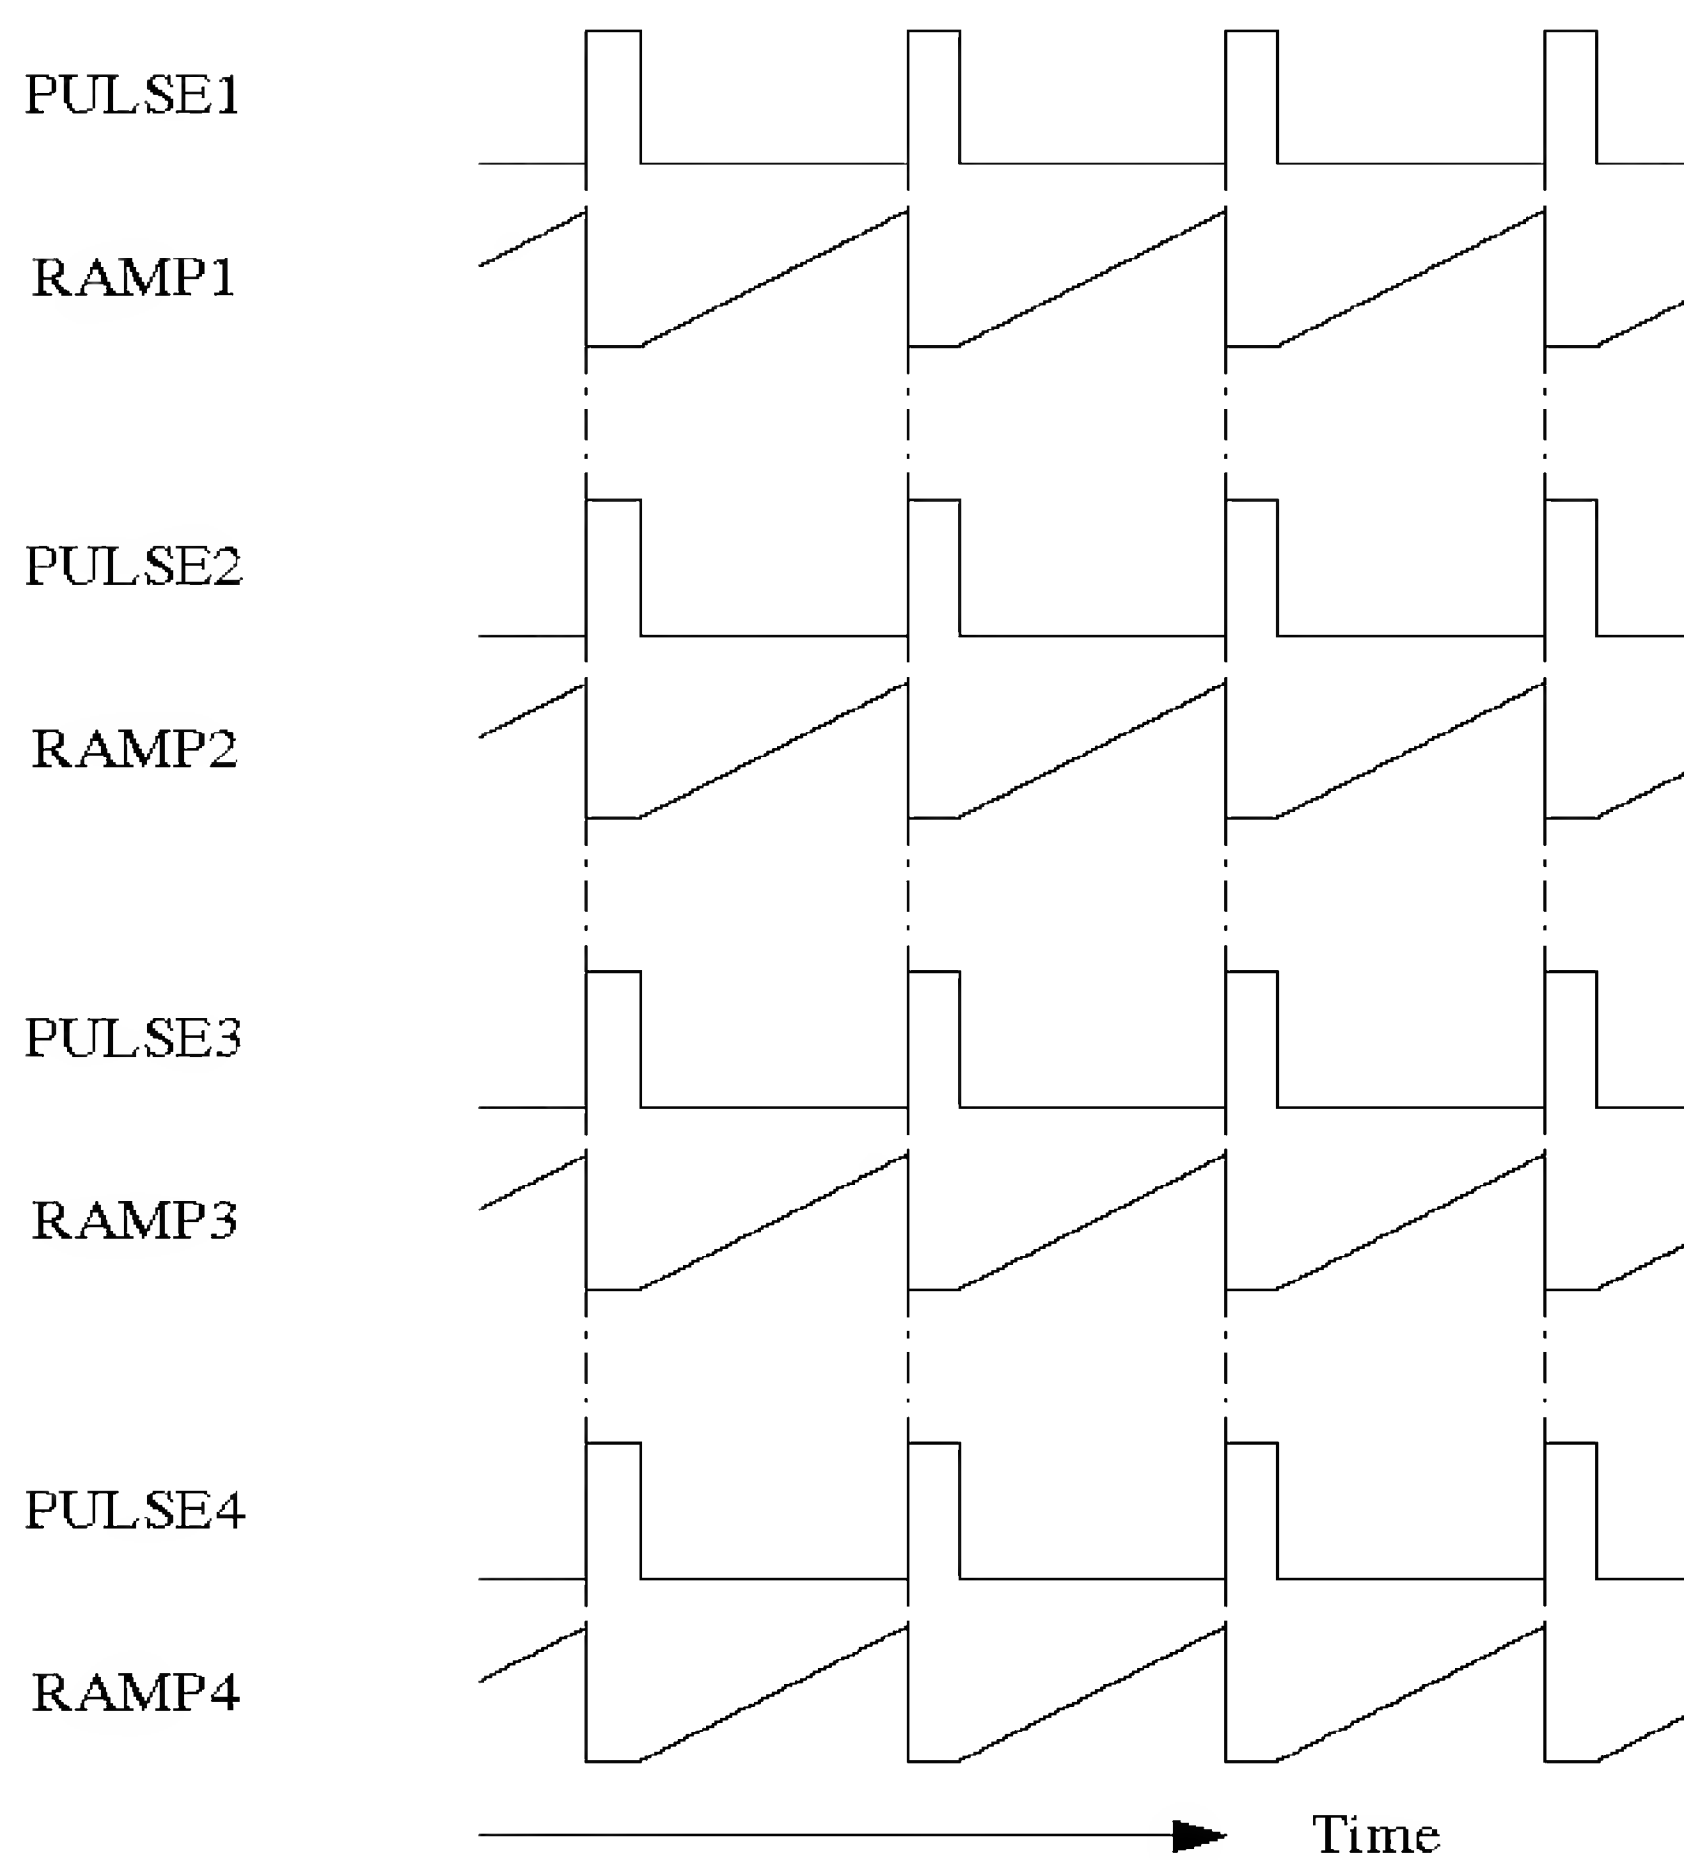 PULSE1
RAMP1
PULSE2
RAMP2
PULSE3
RAMP3
PULSE4
RAMP4
Time